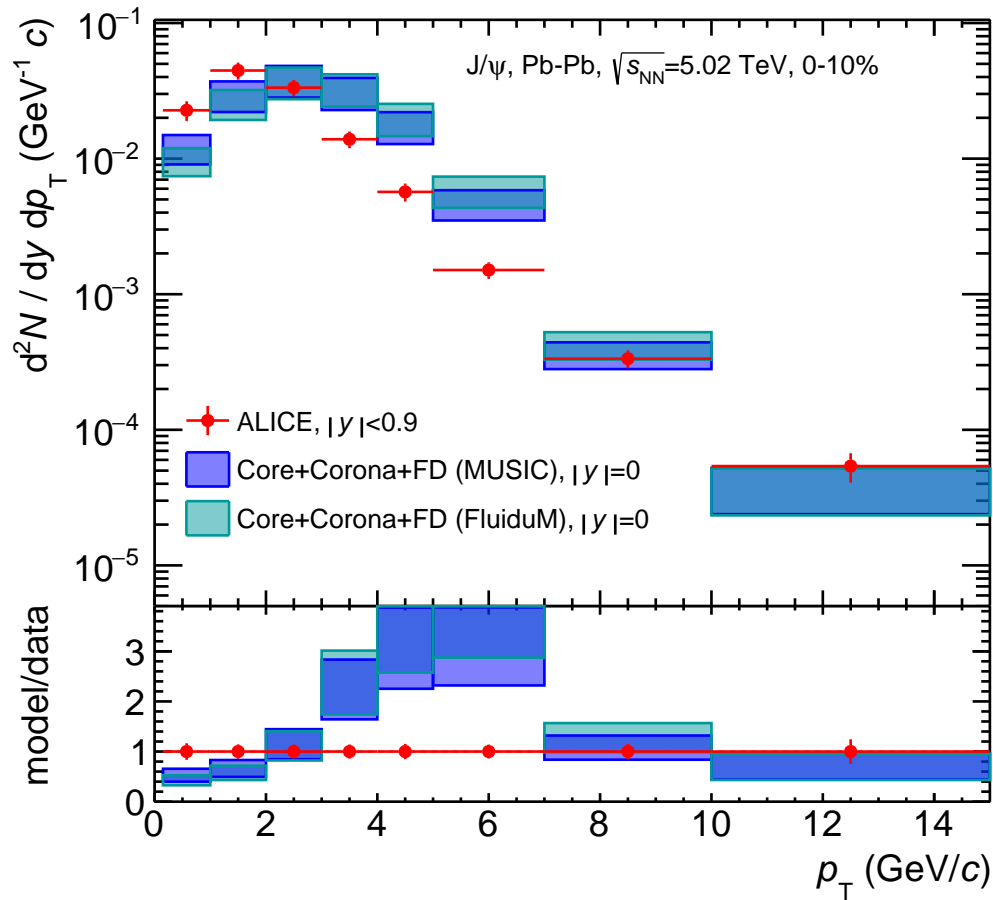 J/ψ, Pb-Pb, √s_NN=5.02 TeV, 0-10%
d²N / dy dp_T (GeV⁻¹ c)
10⁻¹
10⁻²
10⁻³
10⁻⁴
10⁻⁵
ALICE, |y|<0.9
Core+Corona+FD (MUSIC), |y|=0
Core+Corona+FD (FluiduM), |y|=0
model/data
3
2
1
0
0 2 4 6 8 10 12 14
p_T (GeV/c)